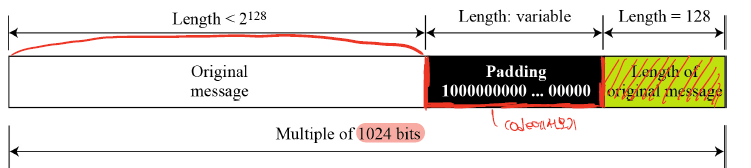 Length < 2¹²⁸
Length: variable
Length = 128
Original
message
Padding
1000000000 ... 00000
Length of
original message
Multiple of 1024 bits